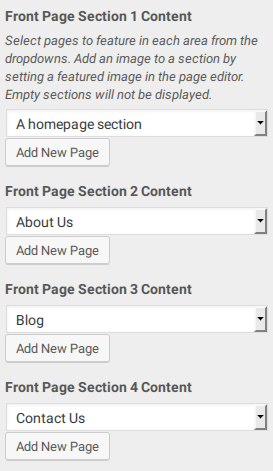 Front Page Section 1 Content
Select pages to feature in each area from the
dropdowns. Add an image to a section by
setting a featured image in the page editor.
Empty sections will not be displayed.
A homepage section
Add New Page
Front Page Section 2 Content
About Us
Add New Page
Front Page Section 3 Content
Blog
Add New Page
Front Page Section 4 Content
Contact Us
Add New Page